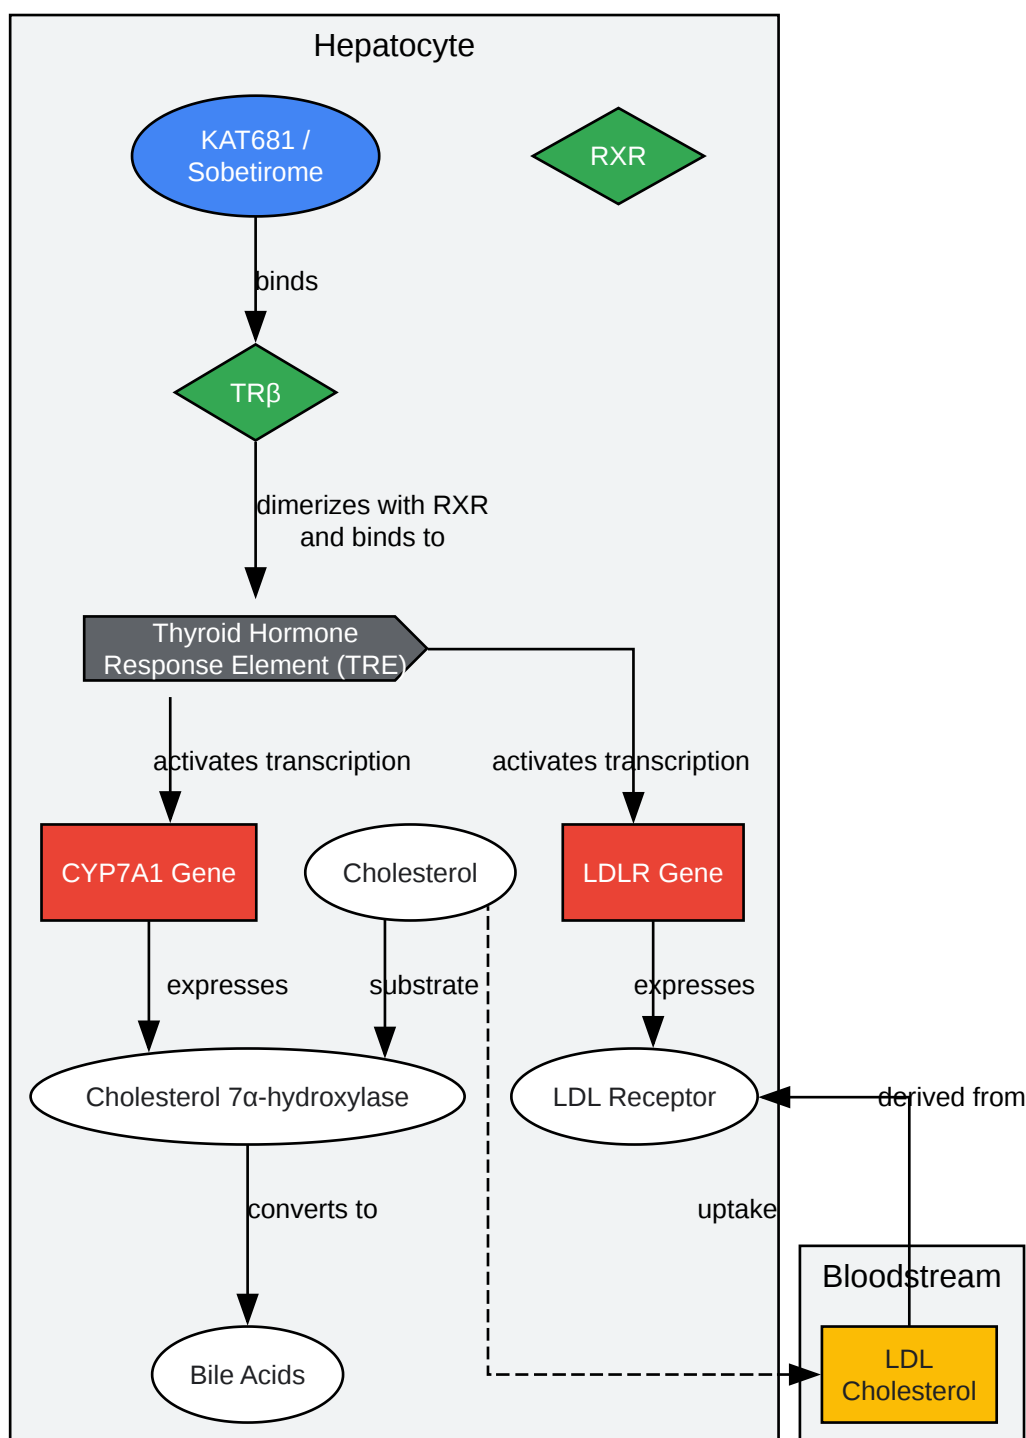 Hepatocyte
KAT681 /
Sobetirome
RXR
binds
TRβ
dimerizes with RXR
and binds to
Thyroid Hormone
Response Element (TRE)
activates transcription
activates transcription
CYP7A1 Gene
Cholesterol
LDLR Gene
expresses
substrate
expresses
Cholesterol 7α-hydroxylase
LDL Receptor
derived from
converts to
uptake
Bloodstream
Bile Acids
LDL
Cholesterol